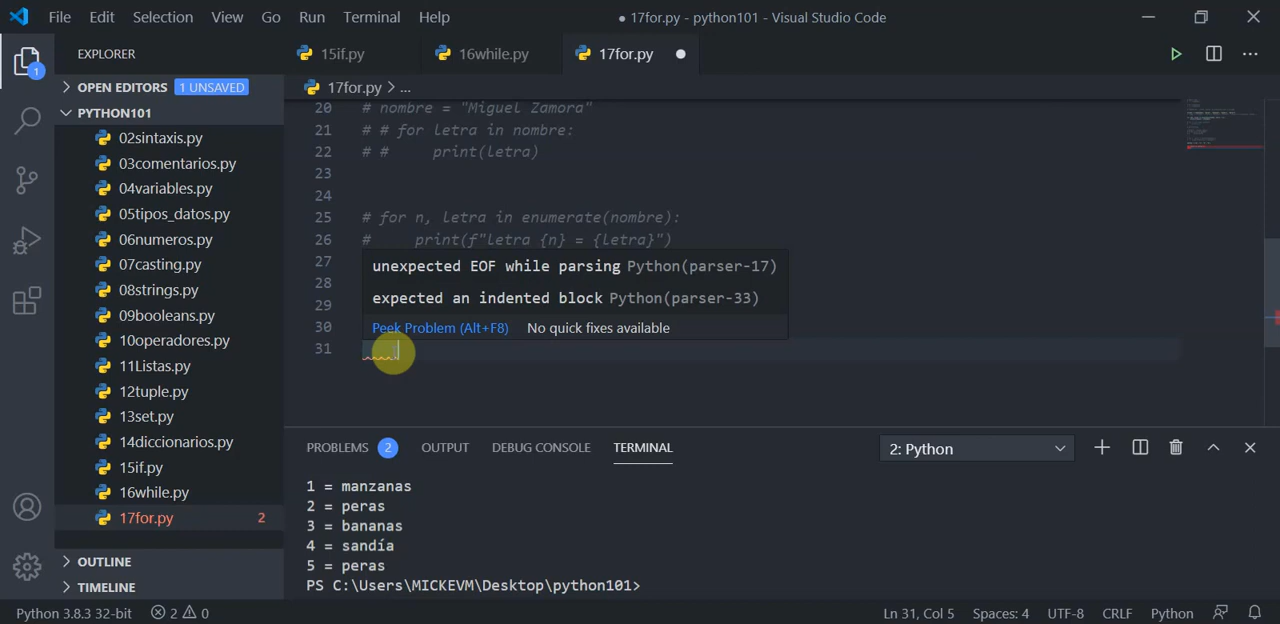 File Edit Selection View Go Run Terminal Help
● 17for.py - python101 - Visual Studio Code
EXPLORER
15if.py
16while.py
17for.py
OPEN EDITORS 1 UNSAVED
17for.py > ...
PYTHON101
02sintaxis.py
03comentarios.py
04variables.py
05tipos_datos.py
06numeros.py
07casting.py
08strings.py
09booleans.py
10operadores.py
11Listas.py
12tuple.py
13set.py
14diccionarios.py
15if.py
16while.py
17for.py 2
OUTLINE
TIMELINE
1
20 # nombre = "Miguel Zamora"
21 # # for letra in nombre:
22 # #     print(letra)
23
24
25 # for n, letra in enumerate(nombre):
26 #     print(f"letra {n} = {letra}")
27
28
29
30
31
unexpected EOF while parsing Python(parser-17)
expected an indented block Python(parser-33)
Peek Problem (Alt+F8) No quick fixes available
PROBLEMS 2 OUTPUT DEBUG CONSOLE TERMINAL
2: Python
1 = manzanas
2 = peras
3 = bananas
4 = sandía
5 = peras
PS C:\Users\MICKEVM\Desktop\python101>
Python 3.8.3 32-bit 2 0
Ln 31, Col 5 Spaces: 4 UTF-8 CRLF Python